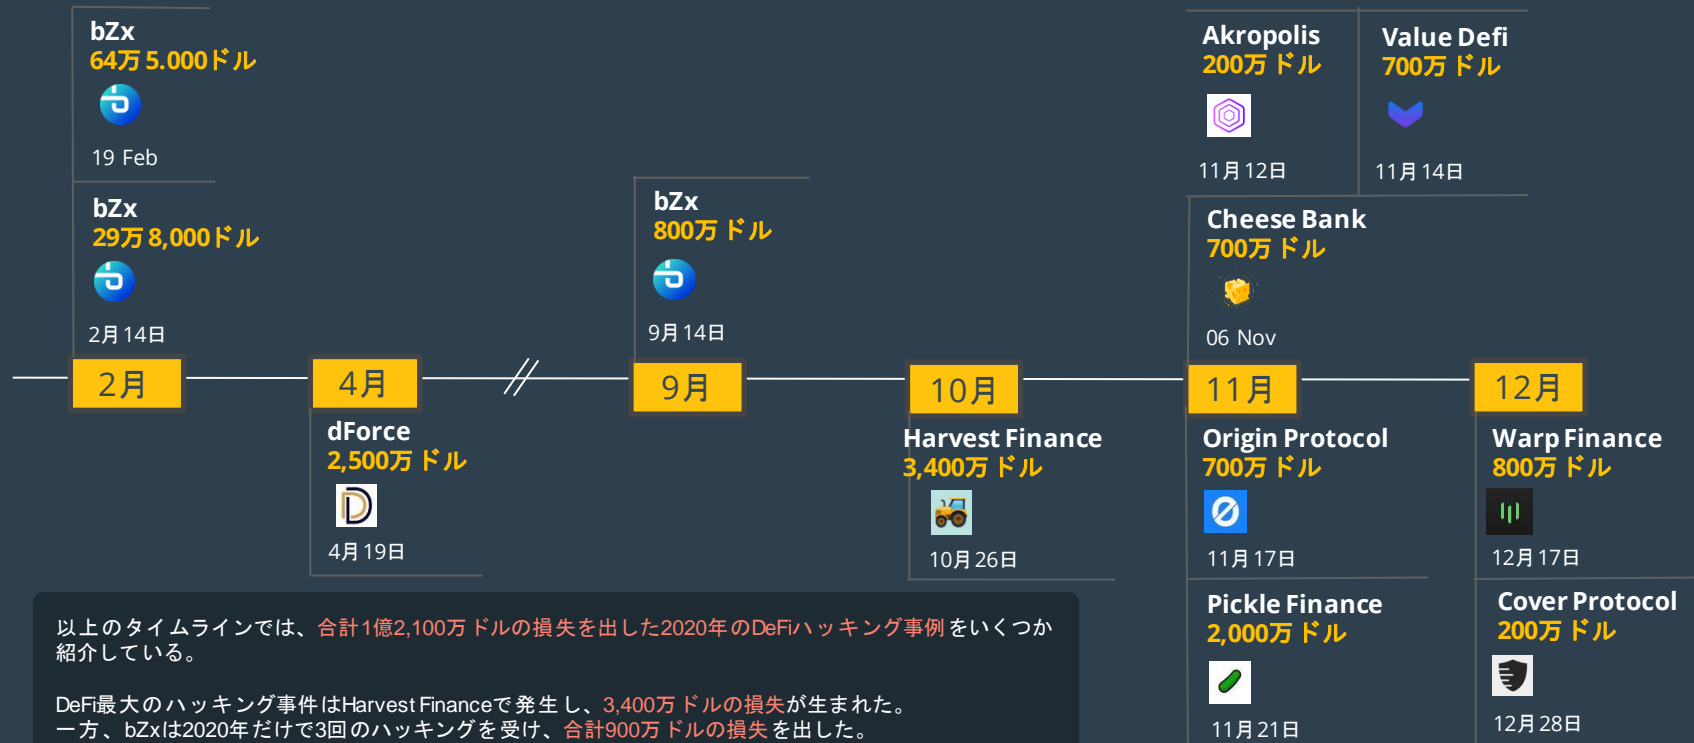 bZx
64万 5.000ドル
19 Feb
bZx
29万 8,000ドル
2月14日
bZx
800万ドル
9月14日
Akropolis
200万ドル
11月12日
Value Defi
700万ドル
11月14日
Cheese Bank
700万ドル
06 Nov
2月
4月
9月
10月
11月
12月
dForce
2,500万ドル
4月19日
Harvest Finance
3,400万ドル
10月26日
Origin Protocol
700万ドル
11月17日
Warp Finance
800万ドル
12月17日
Pickle Finance
2,000万ドル
11月21日
Cover Protocol
200万ドル
12月28日
以上のタイムラインでは、合計1億2,100万ドルの損失を出した2020年のDeFiハッキング事例をいくつか
紹介している。
DeFi最大のハッキング事件はHarvest Financeで発生し、3,400万ドルの損失が生まれた。
一方、bZxは2020年だけで3回のハッキングを受け、合計900万ドルの損失を出した。